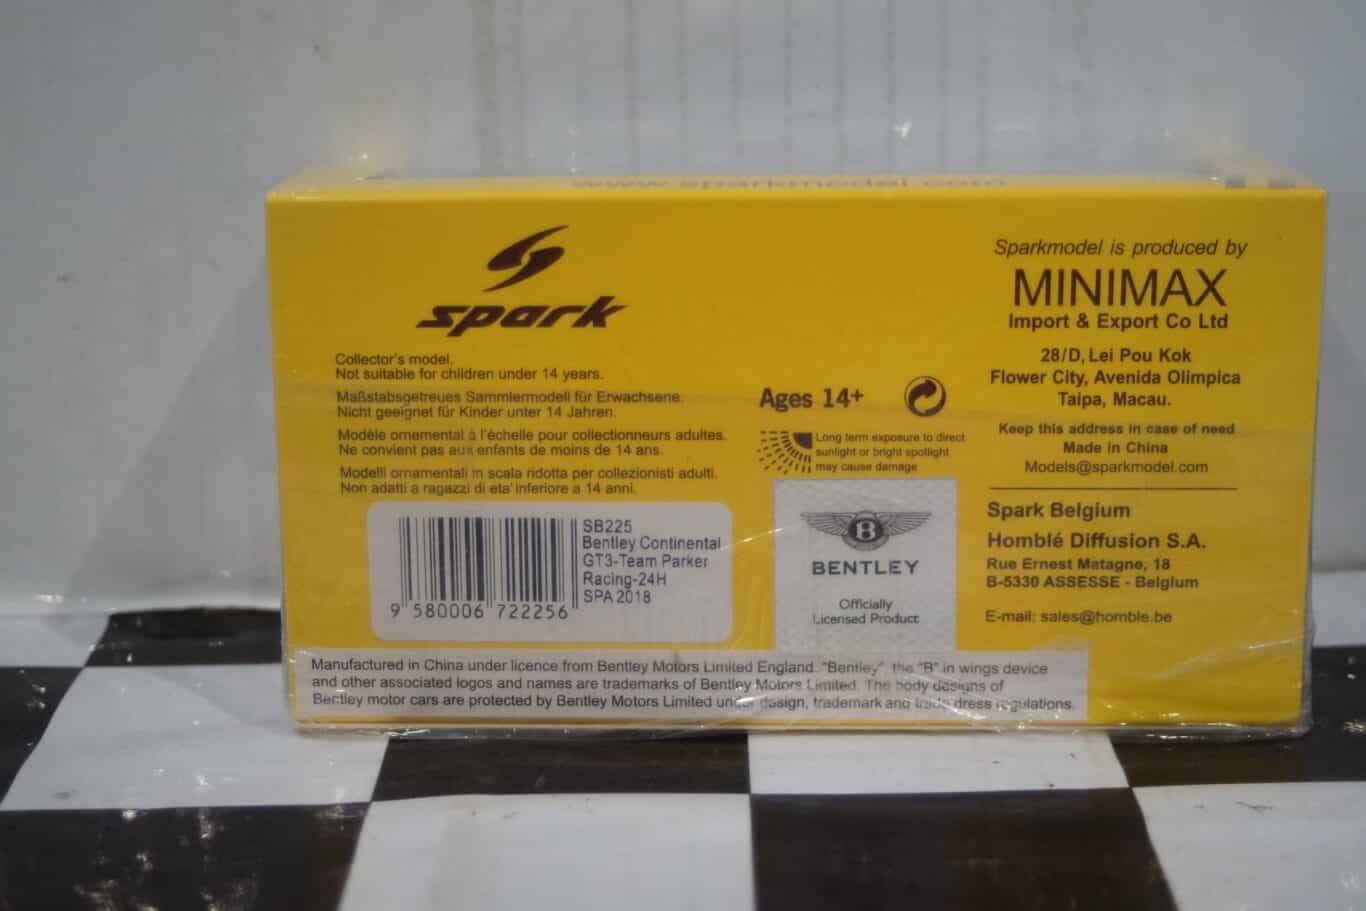 www.sparkmodel.com
spark
Collector's model.
Not suitable for children under 14 years.
Maßstabsgetreues Sammlermodell für Erwachsene.
Nicht geeignet für Kinder unter 14 Jahren.
Modèle ornemental à l'échelle pour collectionneurs adultes.
Ne convient pas aux enfants de moins de 14 ans.
Modelli ornamentali in scala ridotta per collezionisti adulti.
Non adatti a ragazzi di eta' inferiore a 14 anni.
SB225
Bentley Continental
GT3-Team Parker
Racing-24H
SPA 2018
9 580006 722256
Ages 14+
Long term exposure to direct
sunlight or bright spotlight
may cause damage
B
BENTLEY
Officially
Licensed Product
Sparkmodel is produced by
MINIMAX
Import & Export Co Ltd
28/D, Lei Pou Kok
Flower City, Avenida Olimpica
Taipa, Macau.
Keep this address in case of need
Made in China
Models@sparkmodel.com
Spark Belgium
Homblé Diffusion S.A.
Rue Ernest Matagne, 18
B-5330 ASSESSE - Belgium
E-mail: sales@homble.be
Manufactured in China under licence from Bentley Motors Limited England. "Bentley", the "B" in wings device
and other associated logos and names are trademarks of Bentley Motors Limited. The body designs of
Bentley motor cars are protected by Bentley Motors Limited under design, trademark and trade dress regulations.